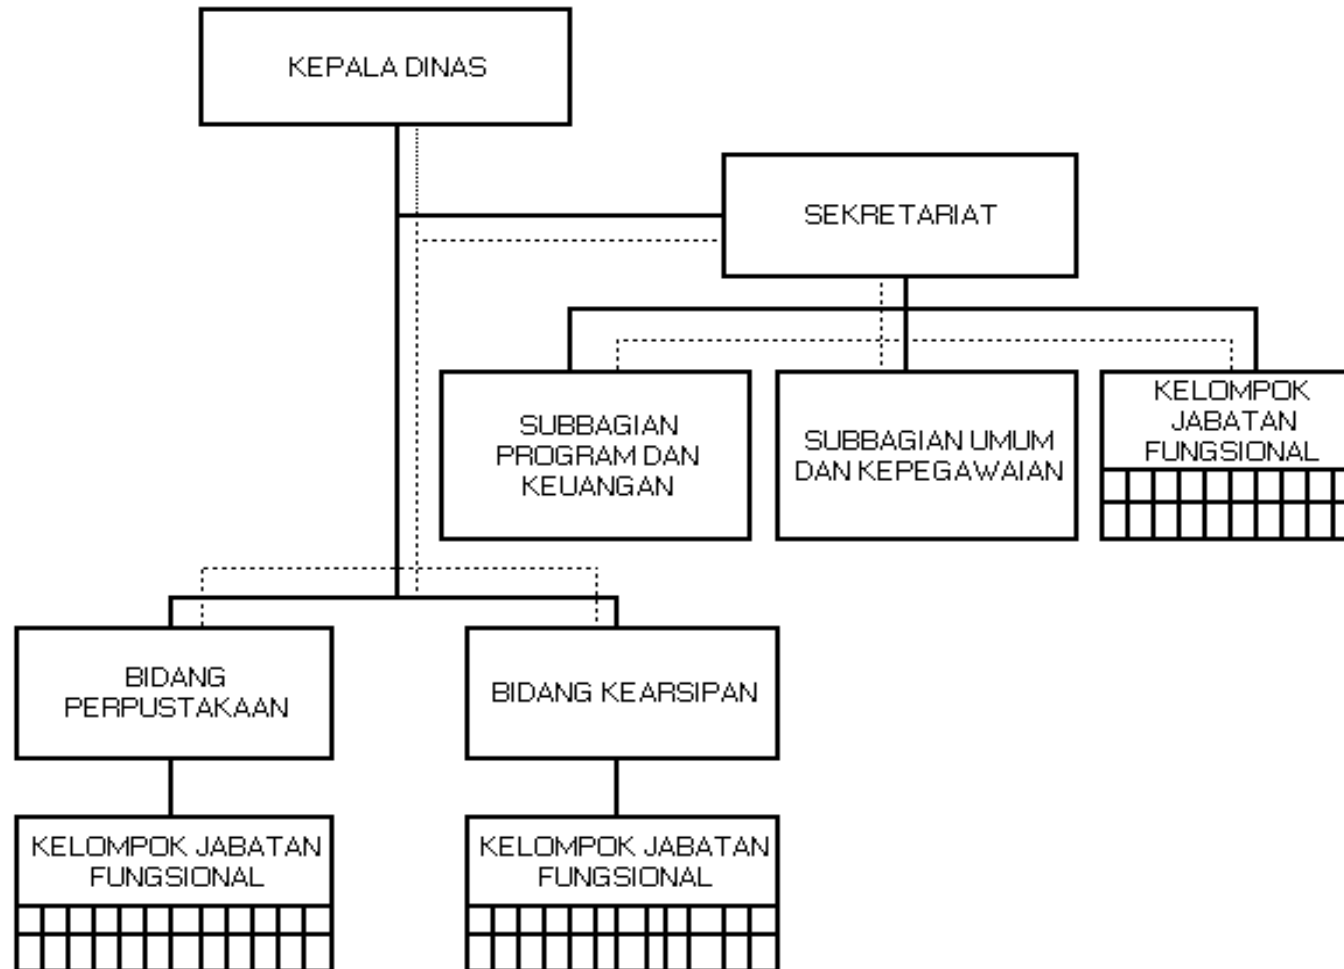 KEPALA DINAS
SEKRETARIAT
SUBBAGIAN
PROGRAM DAN
KEUANGAN
SUBBAGIAN UMUM
DAN KEPEGAWAIAN
KELOMPOK
JABATAN
FUNGSIONAL
BIDANG
PERPUSTAKAAN
BIDANG KEARSIPAN
KELOMPOK JABATAN
FUNGSIONAL
KELOMPOK JABATAN
FUNGSIONAL